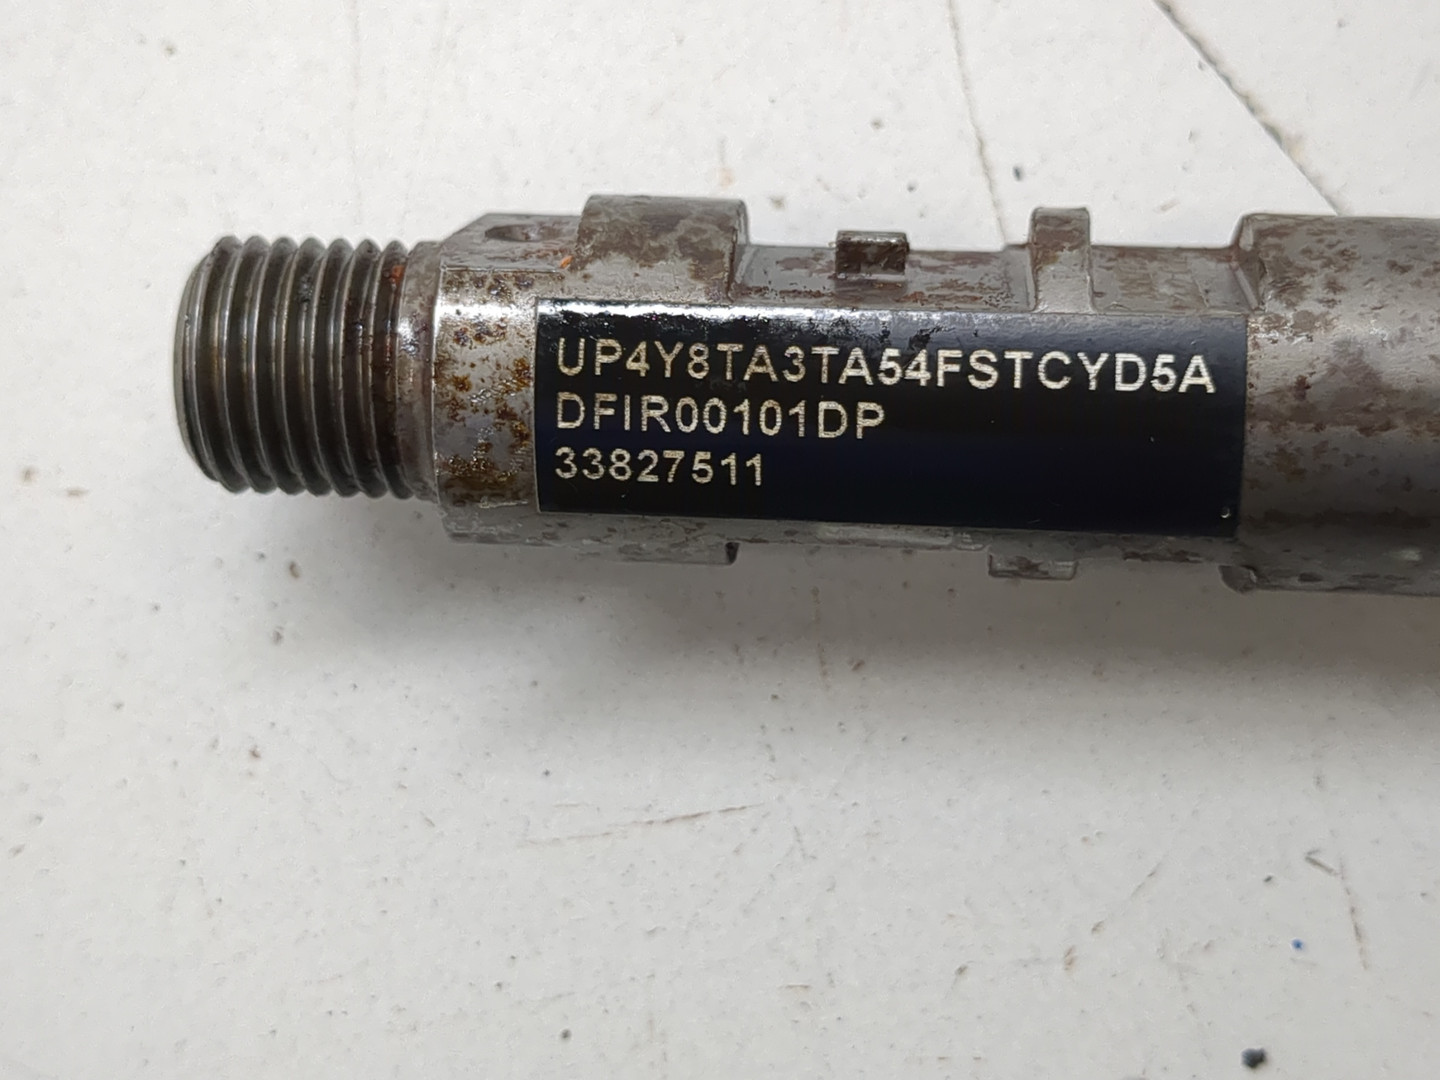 UP4Y8TA3TA54FSTCYD5A
DFIR00101DP
33827511